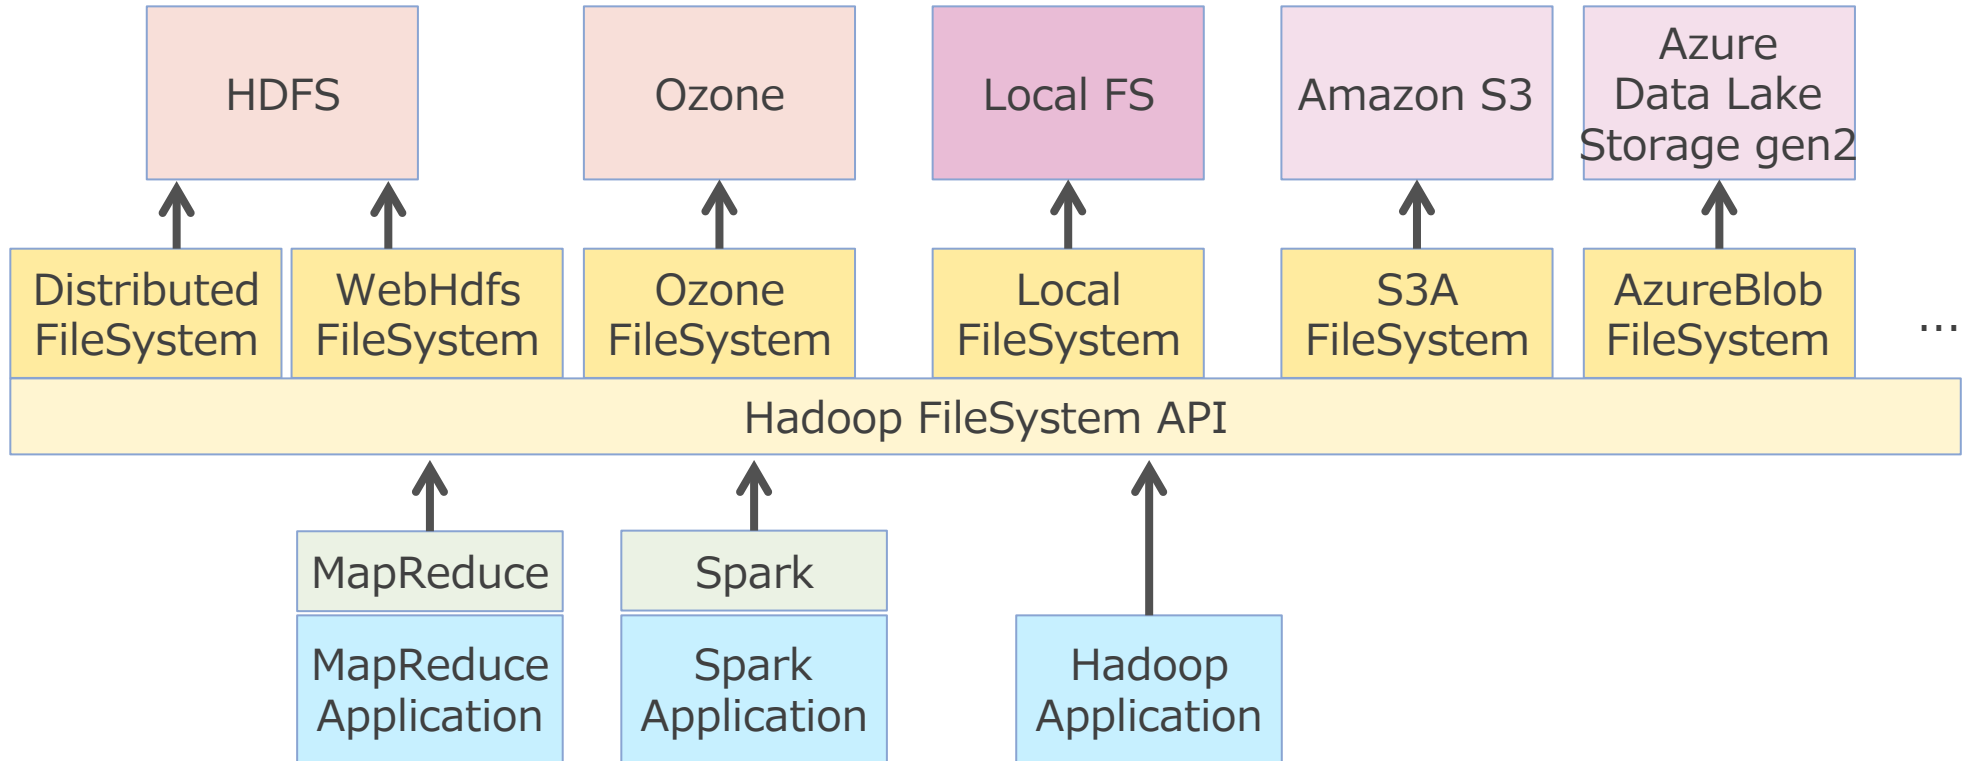 HDFS
Ozone
Local FS
Amazon S3
Azure
Data Lake
Storage gen2
Distributed
FileSystem
WebHdfs
FileSystem
Ozone
FileSystem
Local
FileSystem
S3A
FileSystem
AzureBlob
FileSystem
...
Hadoop FileSystem API
MapReduce
Spark
MapReduce
Application
Spark
Application
Hadoop
Application